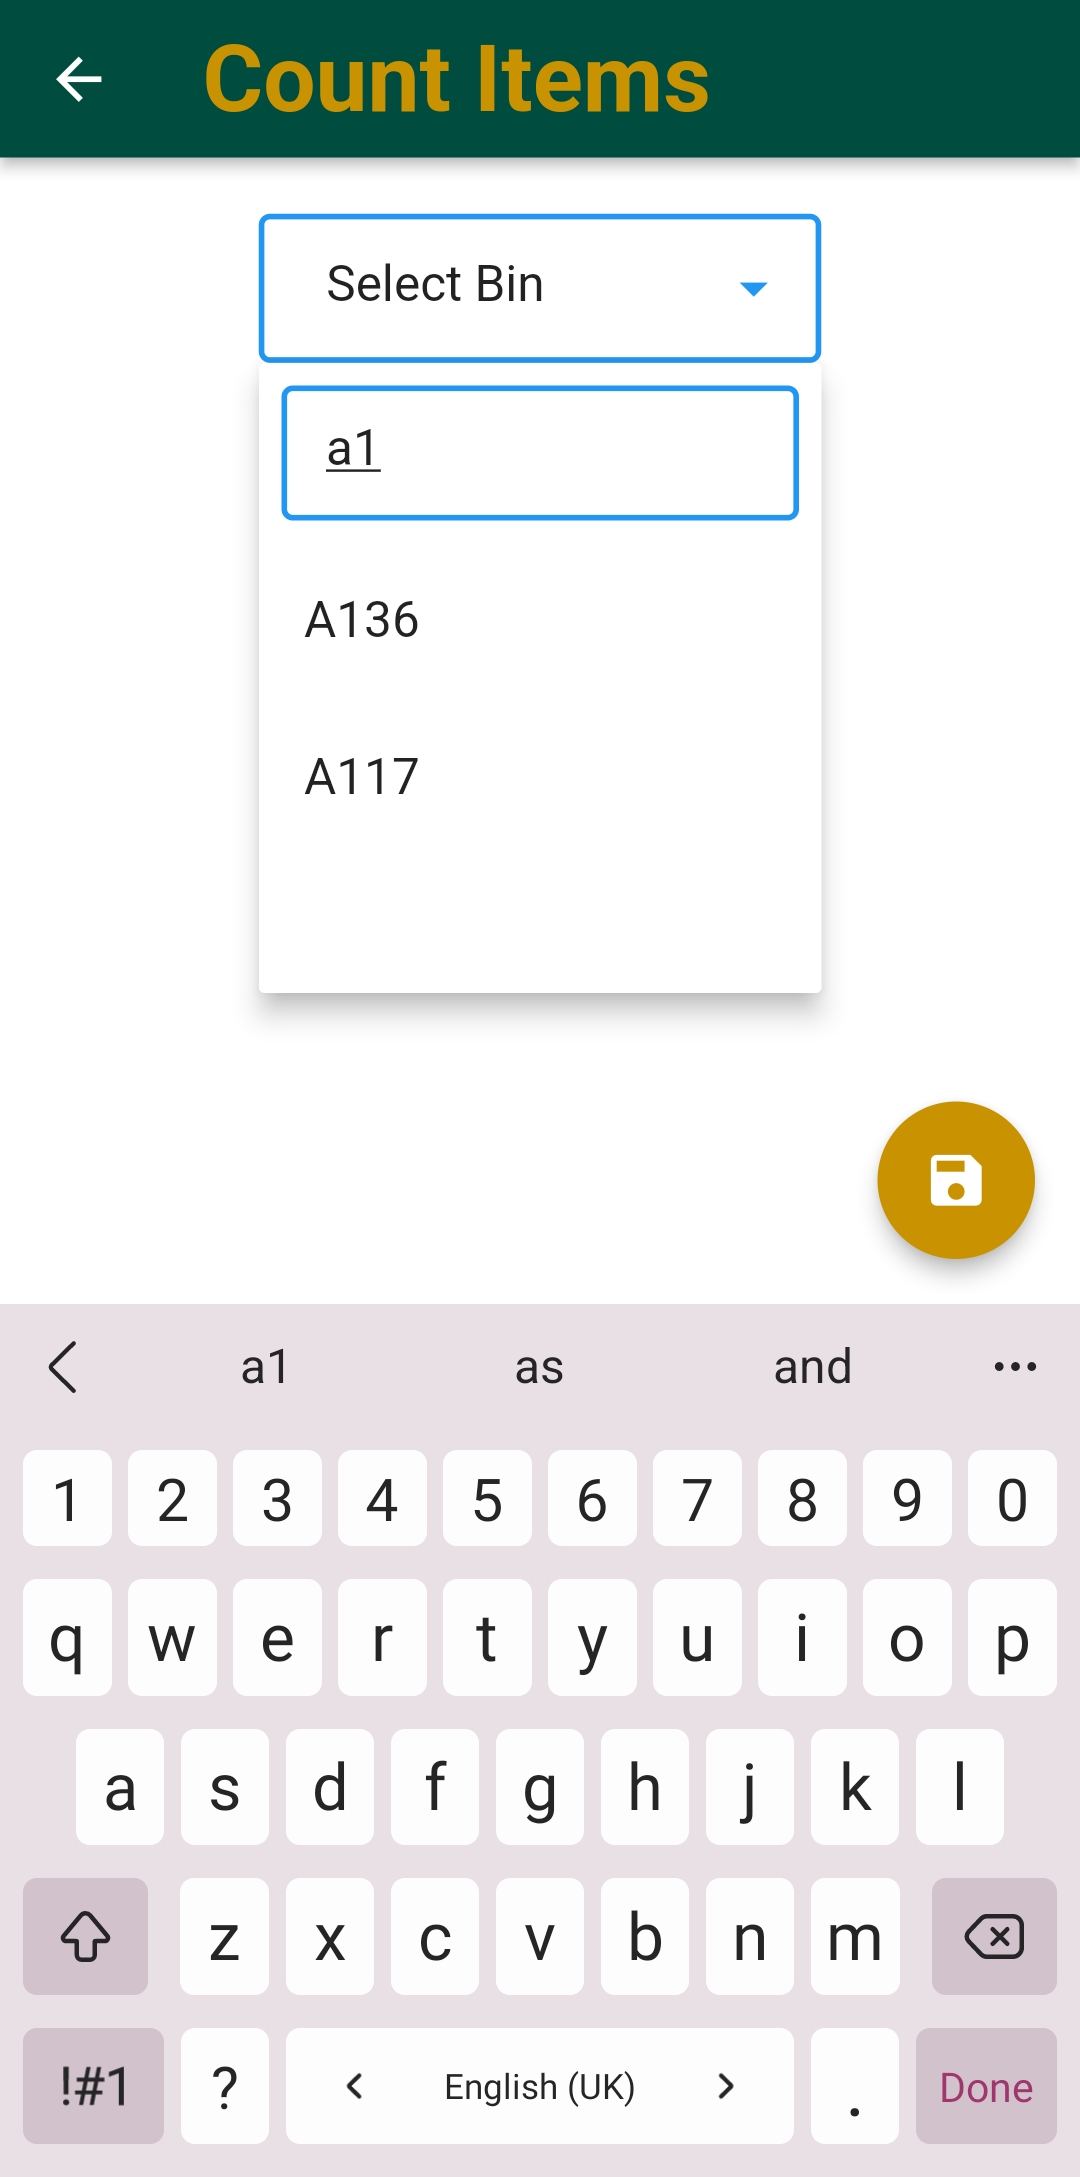 Count Items
Select Bin
a1
A136
A117
a1 as and ...
1 2 3 4 5 6 7 8 9 0
q w e r t y u i o p
a s d f g h j k l
z x c v b n m
!#1 ? < English (UK) > . Done